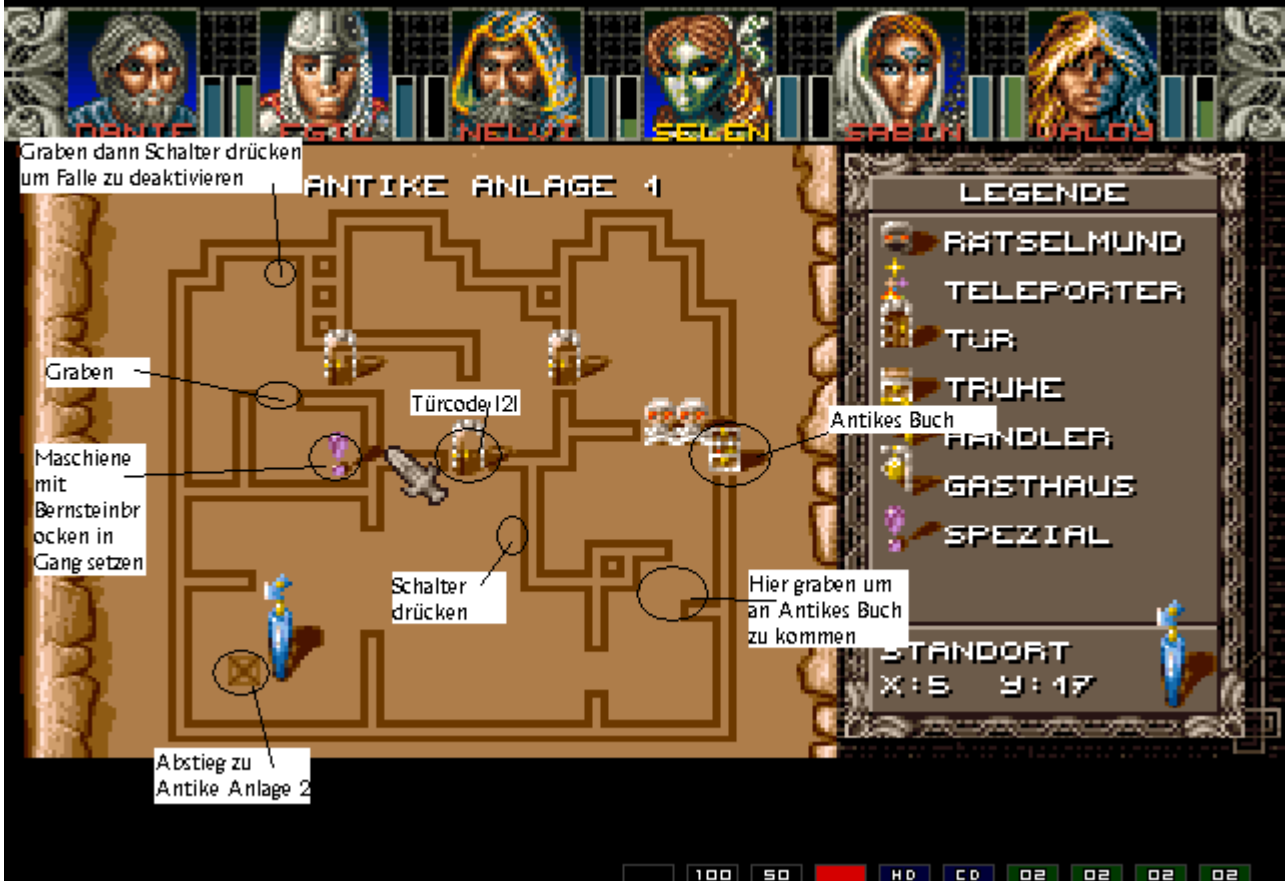 DANIE EGIL NELVI SELEN SABIN VALDY
Graben dann Schalter drücken
um Falle zu deaktivieren
ANTIKE ANLAGE 1
LEGENDE
RÄTSELMUND
TELEPORTER
TÜR
TRUHE
HÄNDLER
GASTHAUS
SPEZIAL
Graben
Türcode 121
Antikes Buch
Maschiene
mit
Bernsteinbr
ocken in
Gang setzen
Schalter
drücken
Hier graben um
an Antikes Buch
zu kommen
STANDORT
X:5 Y:47
Abstieg zu
Antike Anlage 2
100 50 HD CD 02 02 02 02